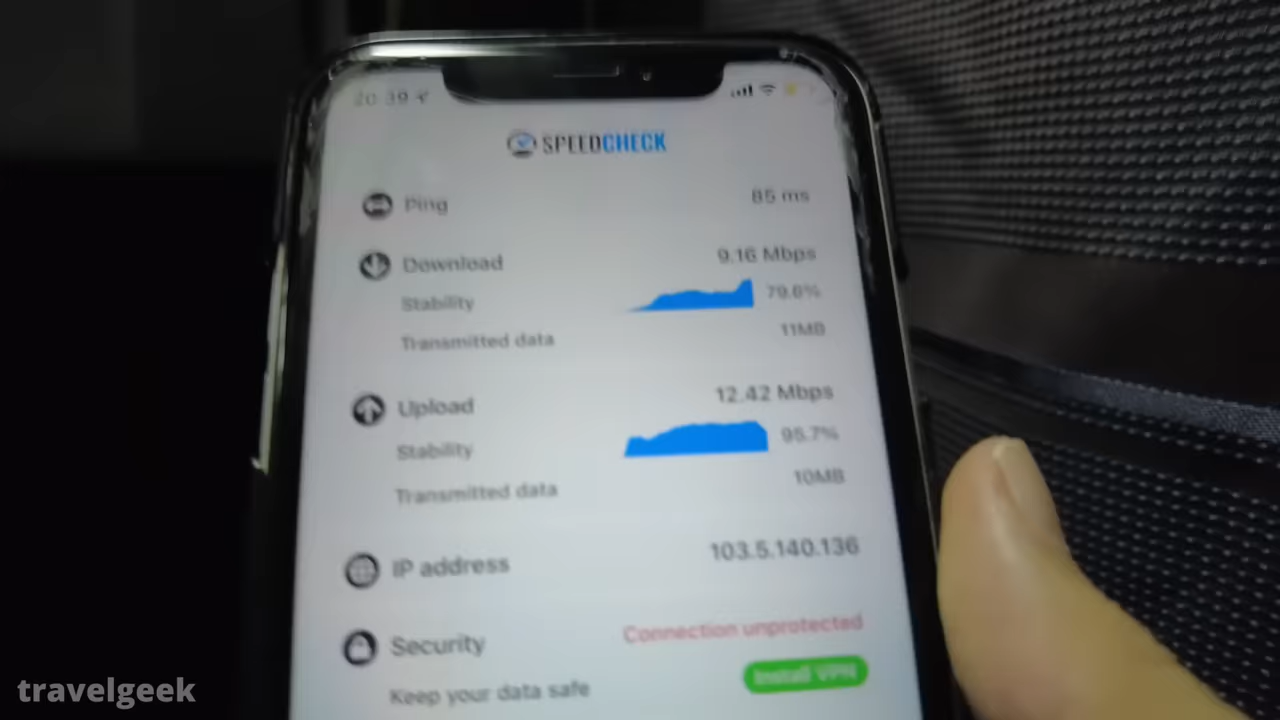 20 39
SPEEDCHECK
Ping 85 ms
Download 9.16 Mbps
Stability
Transmitted data 11MB
Upload 12.42 Mbps
Stability 95.7%
Transmitted data 10MB
IP address 103.5.140.136
Security Connection unprotected
Keep your data safe Install VPN
travelgeek